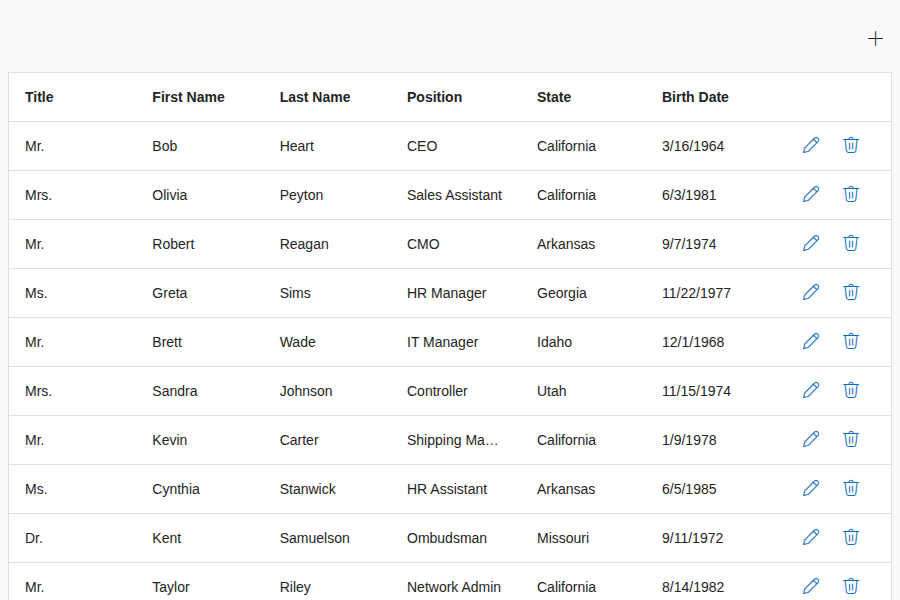 Title First Name Last Name Position State Birth Date
Mr. Bob Heart CEO California 3/16/1964
Mrs. Olivia Peyton Sales Assistant California 6/3/1981
Mr. Robert Reagan CMO Arkansas 9/7/1974
Ms. Greta Sims HR Manager Georgia 11/22/1977
Mr. Brett Wade IT Manager Idaho 12/1/1968
Mrs. Sandra Johnson Controller Utah 11/15/1974
Mr. Kevin Carter Shipping Ma… California 1/9/1978
Ms. Cynthia Stanwick HR Assistant Arkansas 6/5/1985
Dr. Kent Samuelson Ombudsman Missouri 9/11/1972
Mr. Taylor Riley Network Admin California 8/14/1982